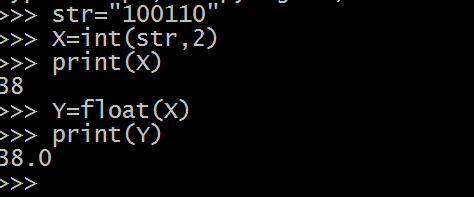 >>> str="100110"
>>> X=int(str,2)
>>> print(X)
38
>>> Y=float(X)
>>> print(Y)
38.0
>>>